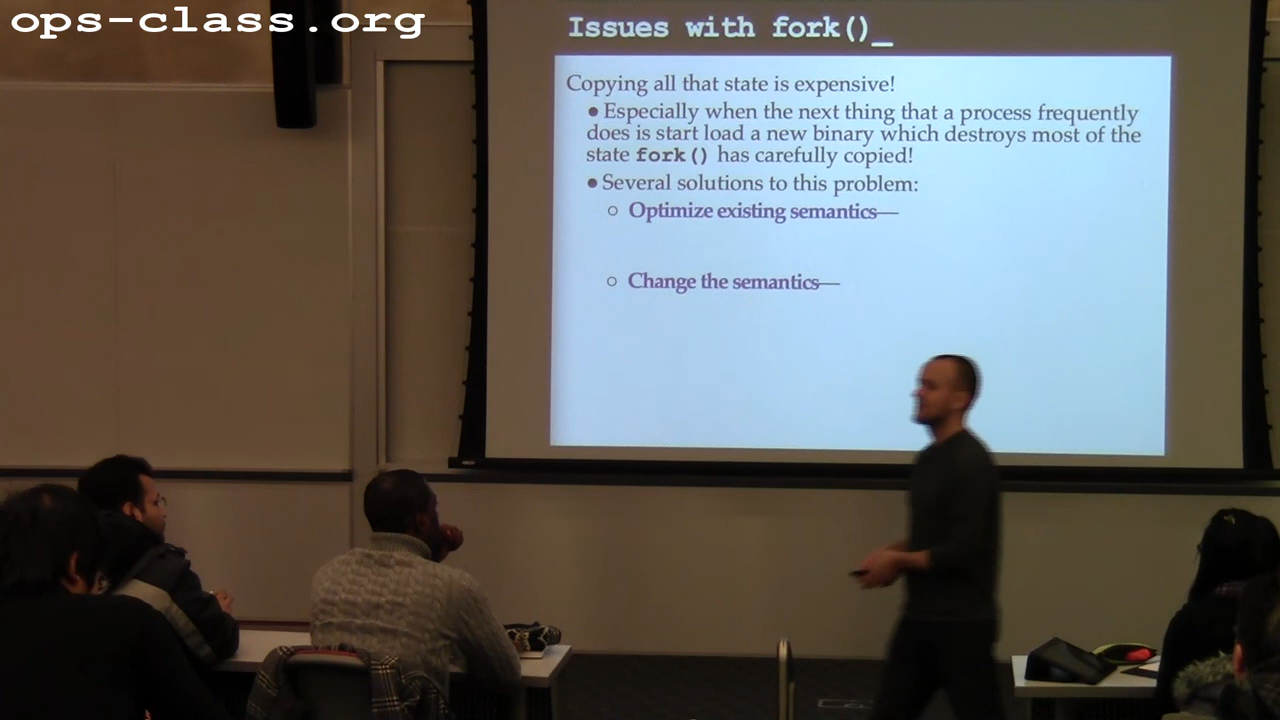 ops-class.org
Issues with fork()_
Copying all that state is expensive!
● Especially when the next thing that a process frequently
does is start load a new binary which destroys most of the
state fork() has carefully copied!
● Several solutions to this problem:
○ Optimize existing semantics—
○ Change the semantics—